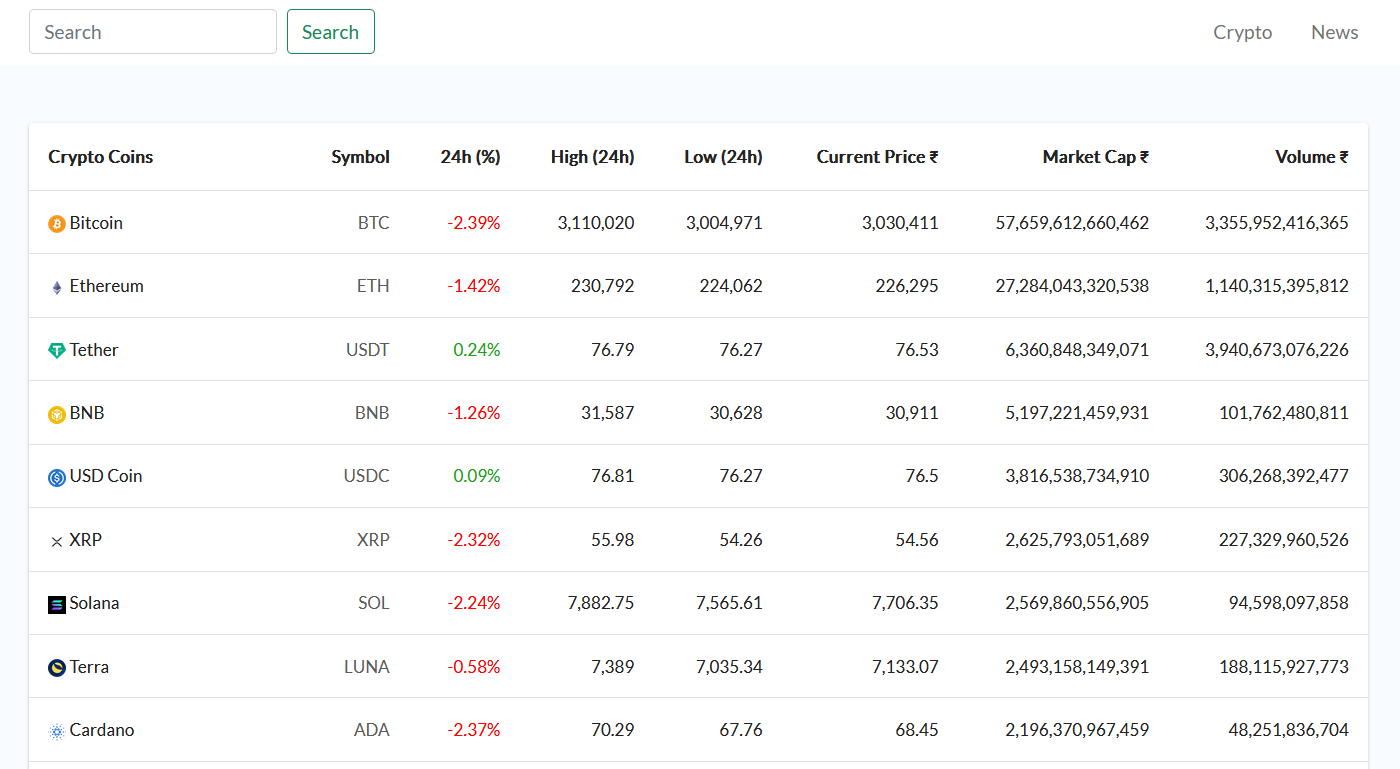 Search Search Crypto News
Crypto Coins Symbol 24h (%) High (24h) Low (24h) Current Price ₹ Market Cap ₹ Volume ₹
Bitcoin BTC -2.39% 3,110,020 3,004,971 3,030,411 57,659,612,660,462 3,355,952,416,365
Ethereum ETH -1.42% 230,792 224,062 226,295 27,284,043,320,538 1,140,315,395,812
Tether USDT 0.24% 76.79 76.27 76.53 6,360,848,349,071 3,940,673,076,226
BNB BNB -1.26% 31,587 30,628 30,911 5,197,221,459,931 101,762,480,811
USD Coin USDC 0.09% 76.81 76.27 76.5 3,816,538,734,910 306,268,392,477
XRP XRP -2.32% 55.98 54.26 54.56 2,625,793,051,689 227,329,960,526
Solana SOL -2.24% 7,882.75 7,565.61 7,706.35 2,569,860,556,905 94,598,097,858
Terra LUNA -0.58% 7,389 7,035.34 7,133.07 2,493,158,149,391 188,115,927,773
Cardano ADA -2.37% 70.29 67.76 68.45 2,196,370,967,459 48,251,836,704